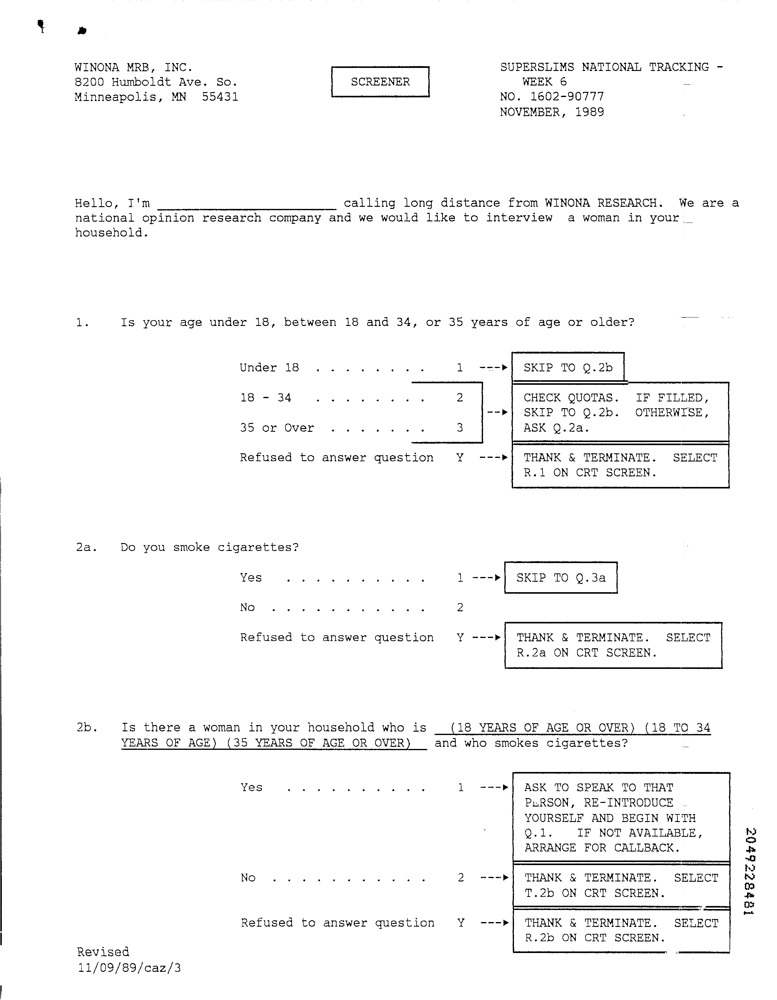 WINONA MRB, INC.
8200 Humboldt Ave. So.
Minneapolis, MN 55431
SCREENER
SUPERSLIMS NATIONAL TRACKING -
WEEK 6
NO. 1602-90777
NOVEMBER, 1989
Hello, I'm ________________________ calling long distance from WINONA RESEARCH. We are a
national opinion research company and we would like to interview a woman in your
household.
1. Is your age under 18, between 18 and 34, or 35 years of age or older?
Under 18 . . . . . . . . 1 ---> SKIP TO Q.2b
18 - 34 . . . . . . . . 2 CHECK QUOTAS. IF FILLED,
--> SKIP TO Q.2b. OTHERWISE,
35 or Over . . . . . . . 3 ASK Q.2a.
Refused to answer question Y ---> THANK & TERMINATE. SELECT
R.1 ON CRT SCREEN.
2a. Do you smoke cigarettes?
Yes . . . . . . . . . . 1 ---> SKIP TO Q.3a
No . . . . . . . . . . . 2
Refused to answer question Y ---> THANK & TERMINATE. SELECT
R.2a ON CRT SCREEN.
2b. Is there a woman in your household who is (18 YEARS OF AGE OR OVER) (18 TO 34
YEARS OF AGE) (35 YEARS OF AGE OR OVER) and who smokes cigarettes?
Yes . . . . . . . . . . 1 ---> ASK TO SPEAK TO THAT
PERSON, RE-INTRODUCE
YOURSELF AND BEGIN WITH
Q.1. IF NOT AVAILABLE,
ARRANGE FOR CALLBACK.
No . . . . . . . . . . . 2 ---> THANK & TERMINATE. SELECT
T.2b ON CRT SCREEN.
Refused to answer question Y ---> THANK & TERMINATE. SELECT
R.2b ON CRT SCREEN.
Revised
11/09/89/caz/3
2049228481